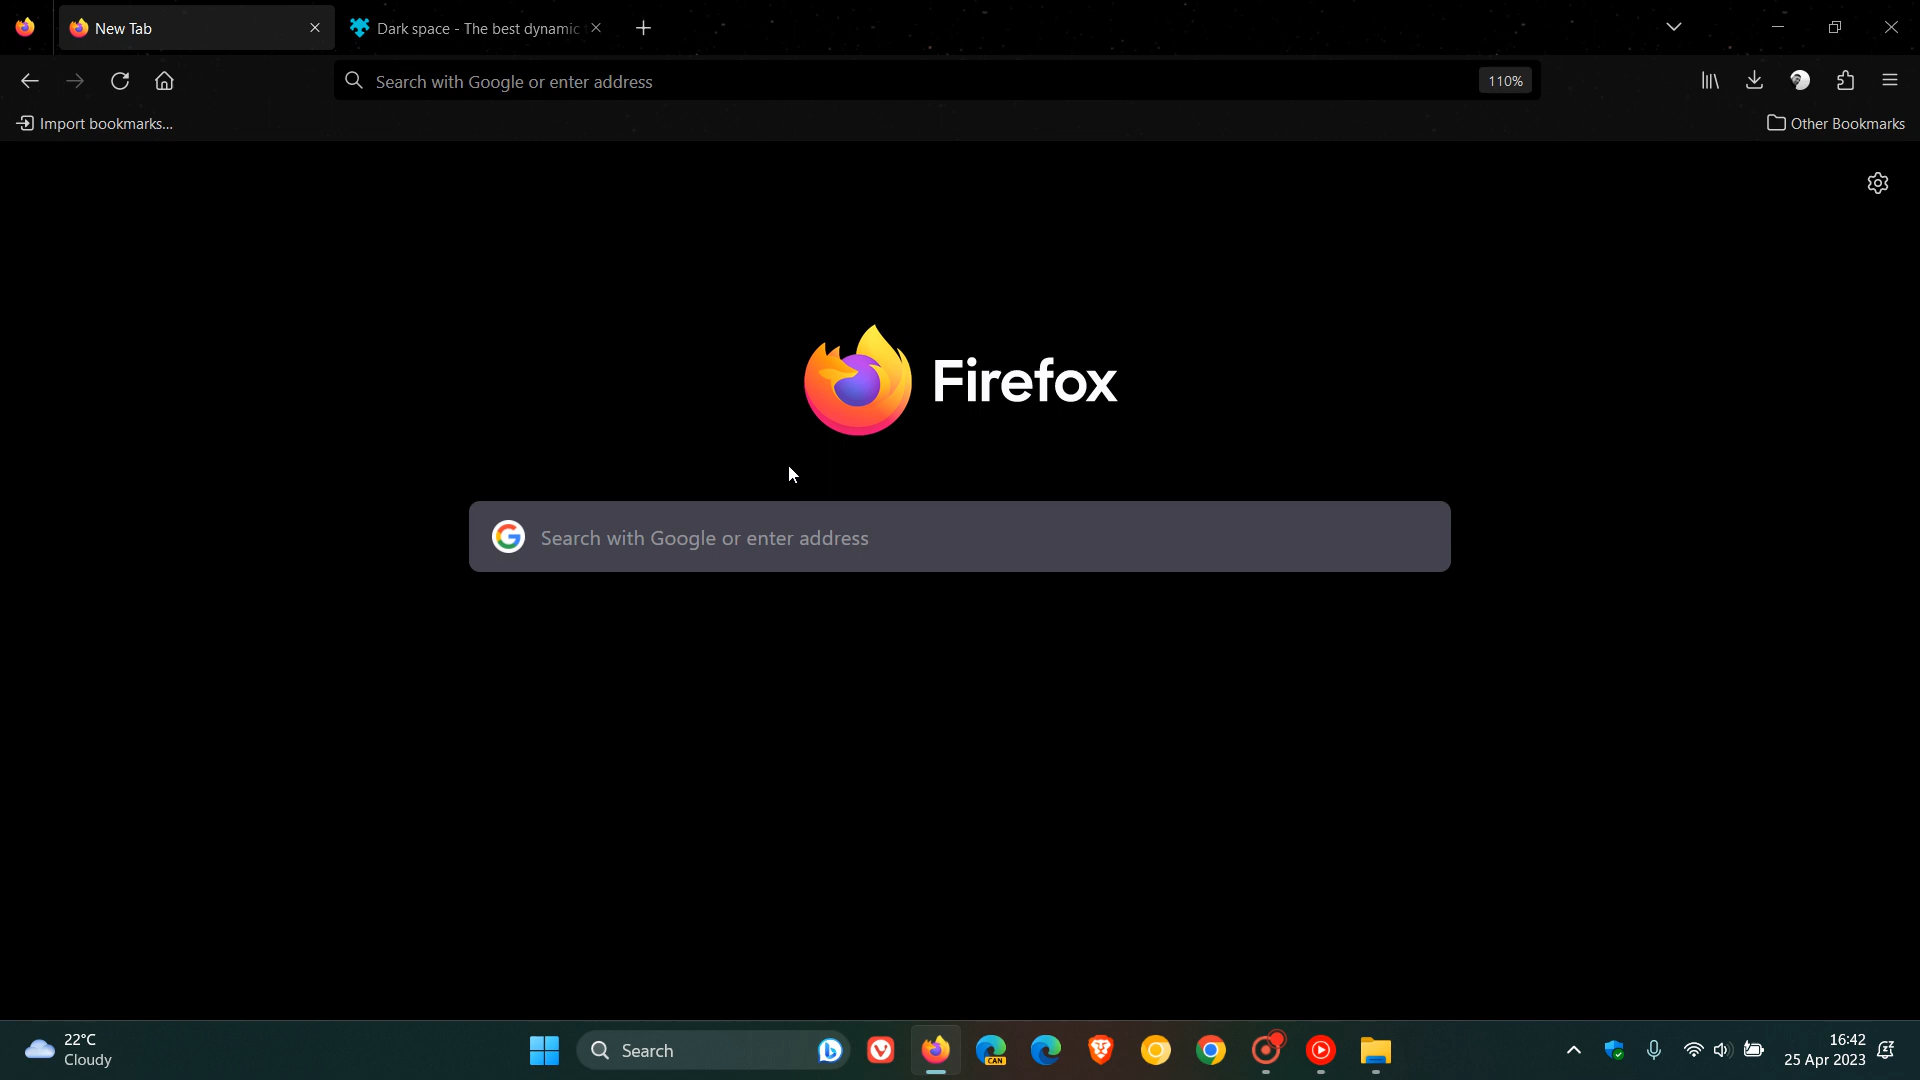 New Tab
Dark space - The best dynamic
Search with Google or enter address
110%
Import bookmarks...
Other Bookmarks
Firefox
Search with Google or enter address
22°C
Cloudy
Search
CAN
16:42
25 Apr 2023